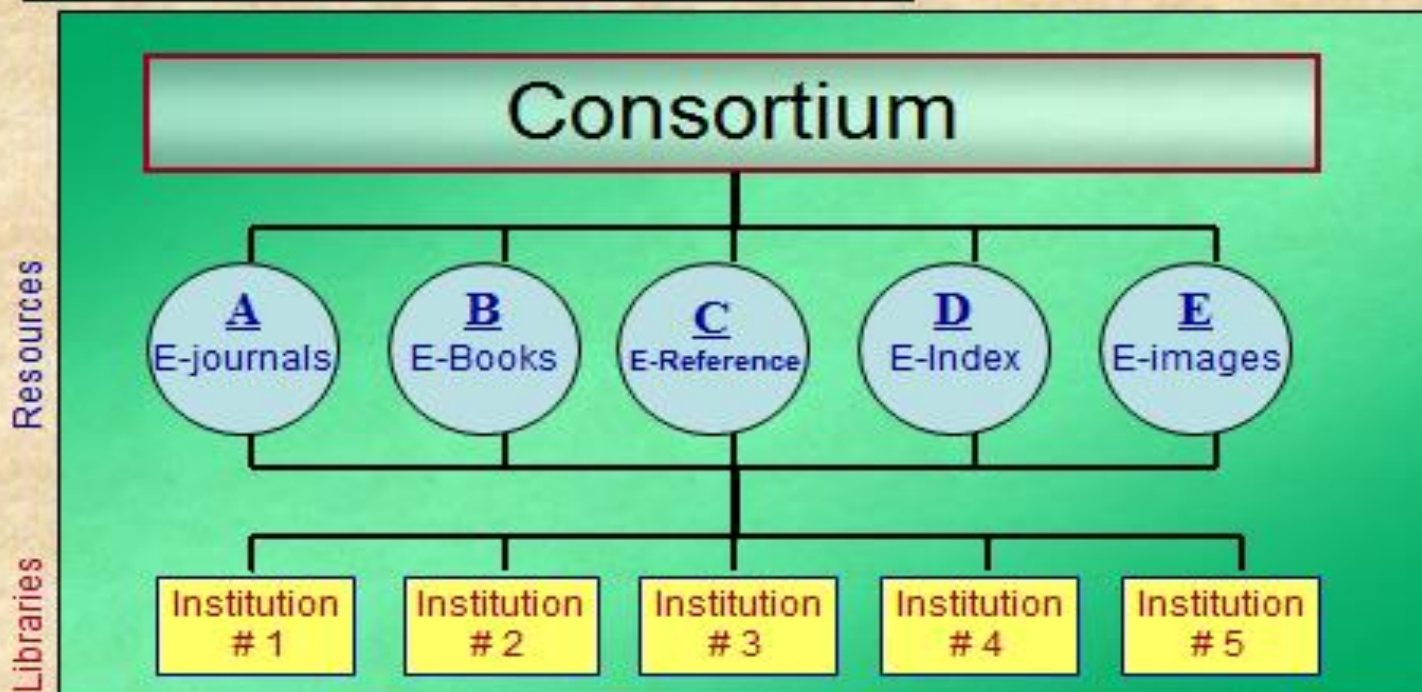 Consortium
Resources
A
E-journals
B
E-Books
C
E-Reference
D
E-Index
E
E-images
Libraries
Institution
# 1
Institution
# 2
Institution
# 3
Institution
# 4
Institution
# 5